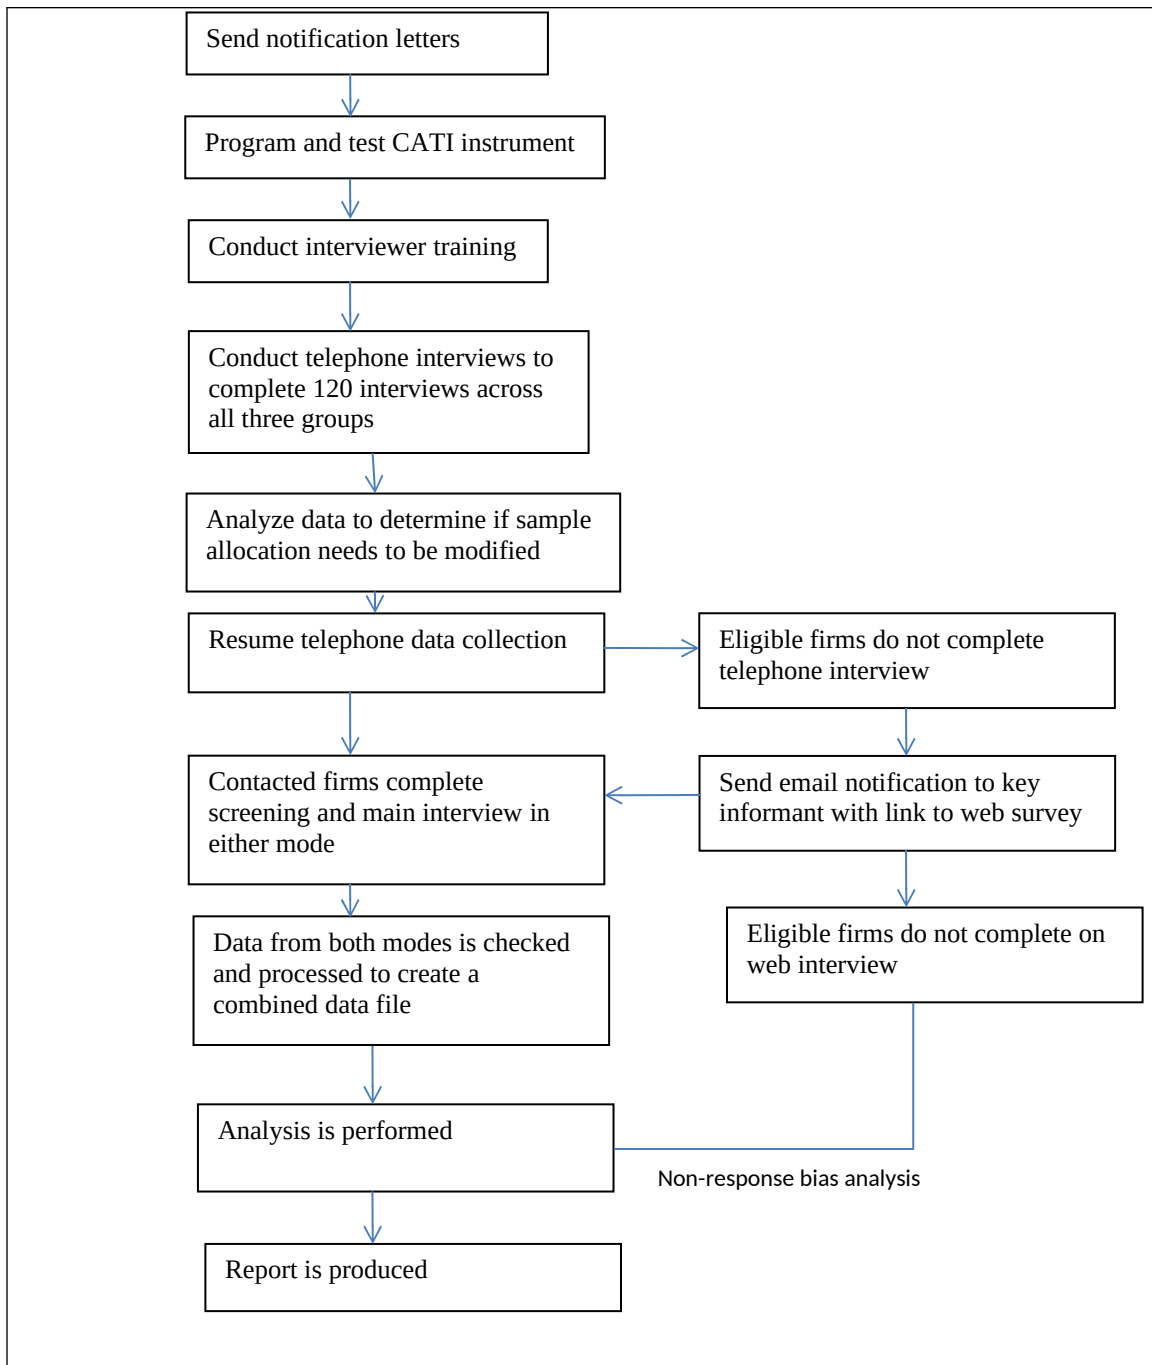 Send notification letters
Program and test CATI instrument
Conduct interviewer training
Conduct telephone interviews to
complete 120 interviews across
all three groups
Analyze data to determine if sample
allocation needs to be modified
Resume telephone data collection
Eligible firms do not complete
telephone interview
Contacted firms complete
screening and main interview in
either mode
Send email notification to key
informant with link to web survey
Data from both modes is checked
and processed to create a
combined data file
Eligible firms do not complete on
web interview
Analysis is performed
Non-response bias analysis
Report is produced